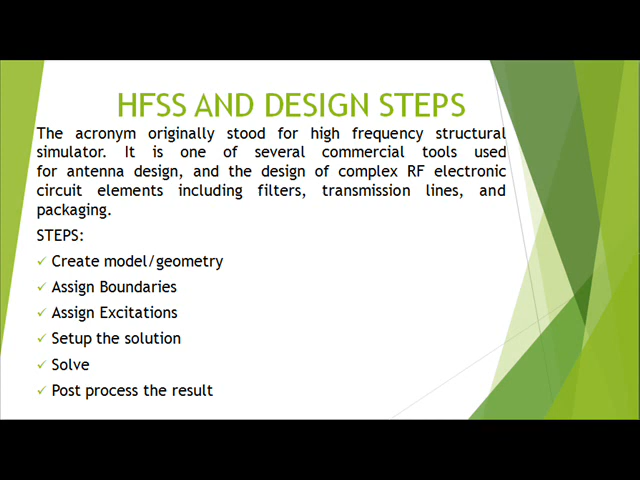 HFSS AND DESIGN STEPS
The acronym originally stood for high frequency structural
simulator. It is one of several commercial tools used
for antenna design, and the design of complex RF electronic
circuit elements including filters, transmission lines, and
packaging.
STEPS:
✓ Create model/geometry
✓ Assign Boundaries
✓ Assign Excitations
✓ Setup the solution
✓ Solve
✓ Post process the result